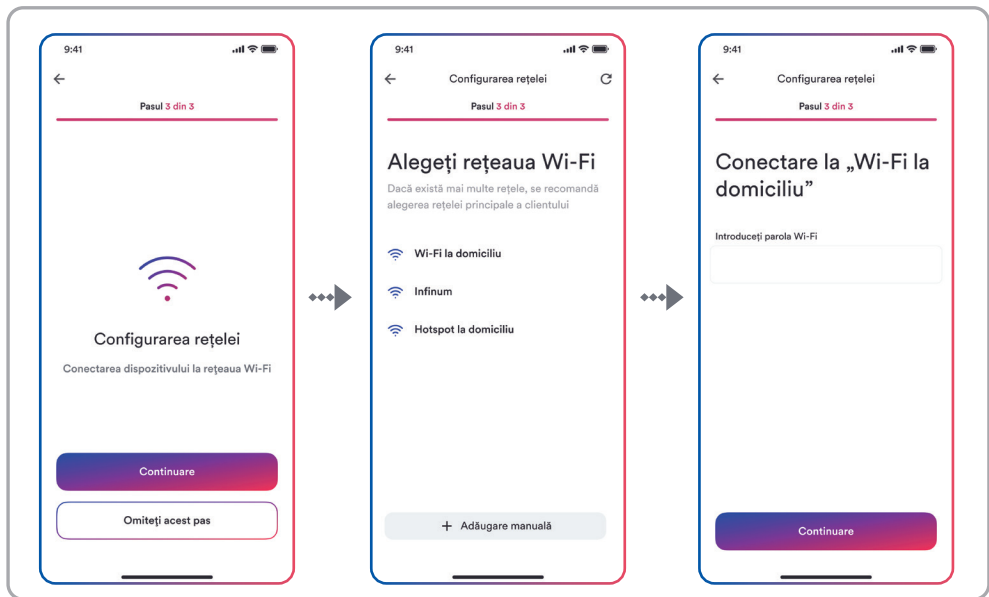 9:41
Pasul 3 din 3
Configurarea rețelei
Conectarea dispozitivului la rețeaua Wi-Fi
Continuare
Omiteți acest pas
9:41
Configurarea rețelei
Pasul 3 din 3
Alegeți rețeaua Wi-Fi
Dacă există mai multe rețele, se recomandă
alegerea rețelei principale a clientului
Wi-Fi la domiciliu
Infinum
Hotspot la domiciliu
+ Adăugare manuală
9:41
Configurarea rețelei
Pasul 3 din 3
Conectare la „Wi-Fi la
domiciliu”
Introduceți parola Wi-Fi
Continuare